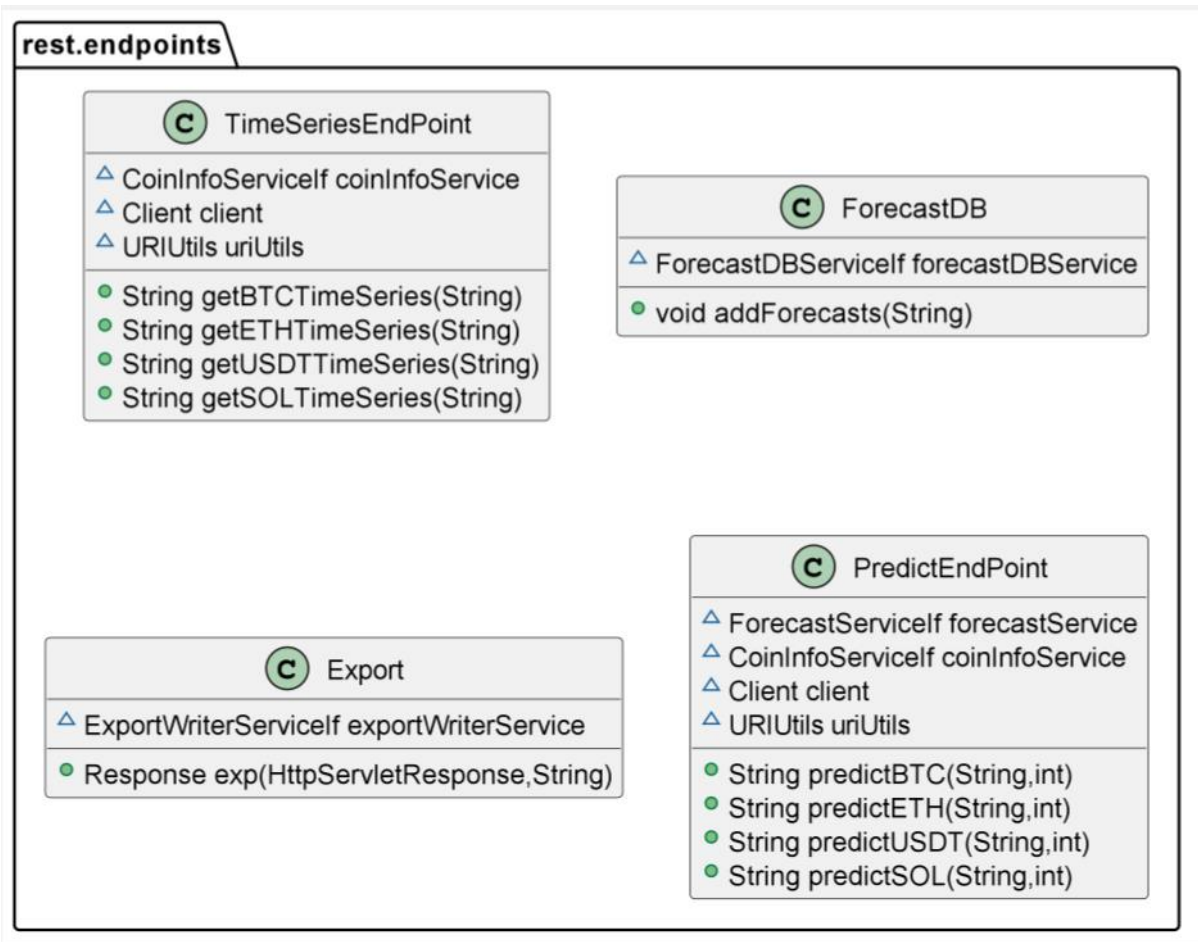 rest.endpoints
C TimeSeriesEndPoint
CoinInfoServiceIf coinInfoService
Client client
URIUtils uriUtils
String getBTCTimeSeries(String)
String getETHTimeSeries(String)
String getUSDTTimeSeries(String)
String getSOLTimeSeries(String)
C ForecastDB
ForecastDBServiceIf forecastDBService
void addForecasts(String)
C Export
ExportWriterServiceIf exportWriterService
Response exp(HttpServletResponse,String)
C PredictEndPoint
ForecastServiceIf forecastService
CoinInfoServiceIf coinInfoService
Client client
URIUtils uriUtils
String predictBTC(String,int)
String predictETH(String,int)
String predictUSDT(String,int)
String predictSOL(String,int)